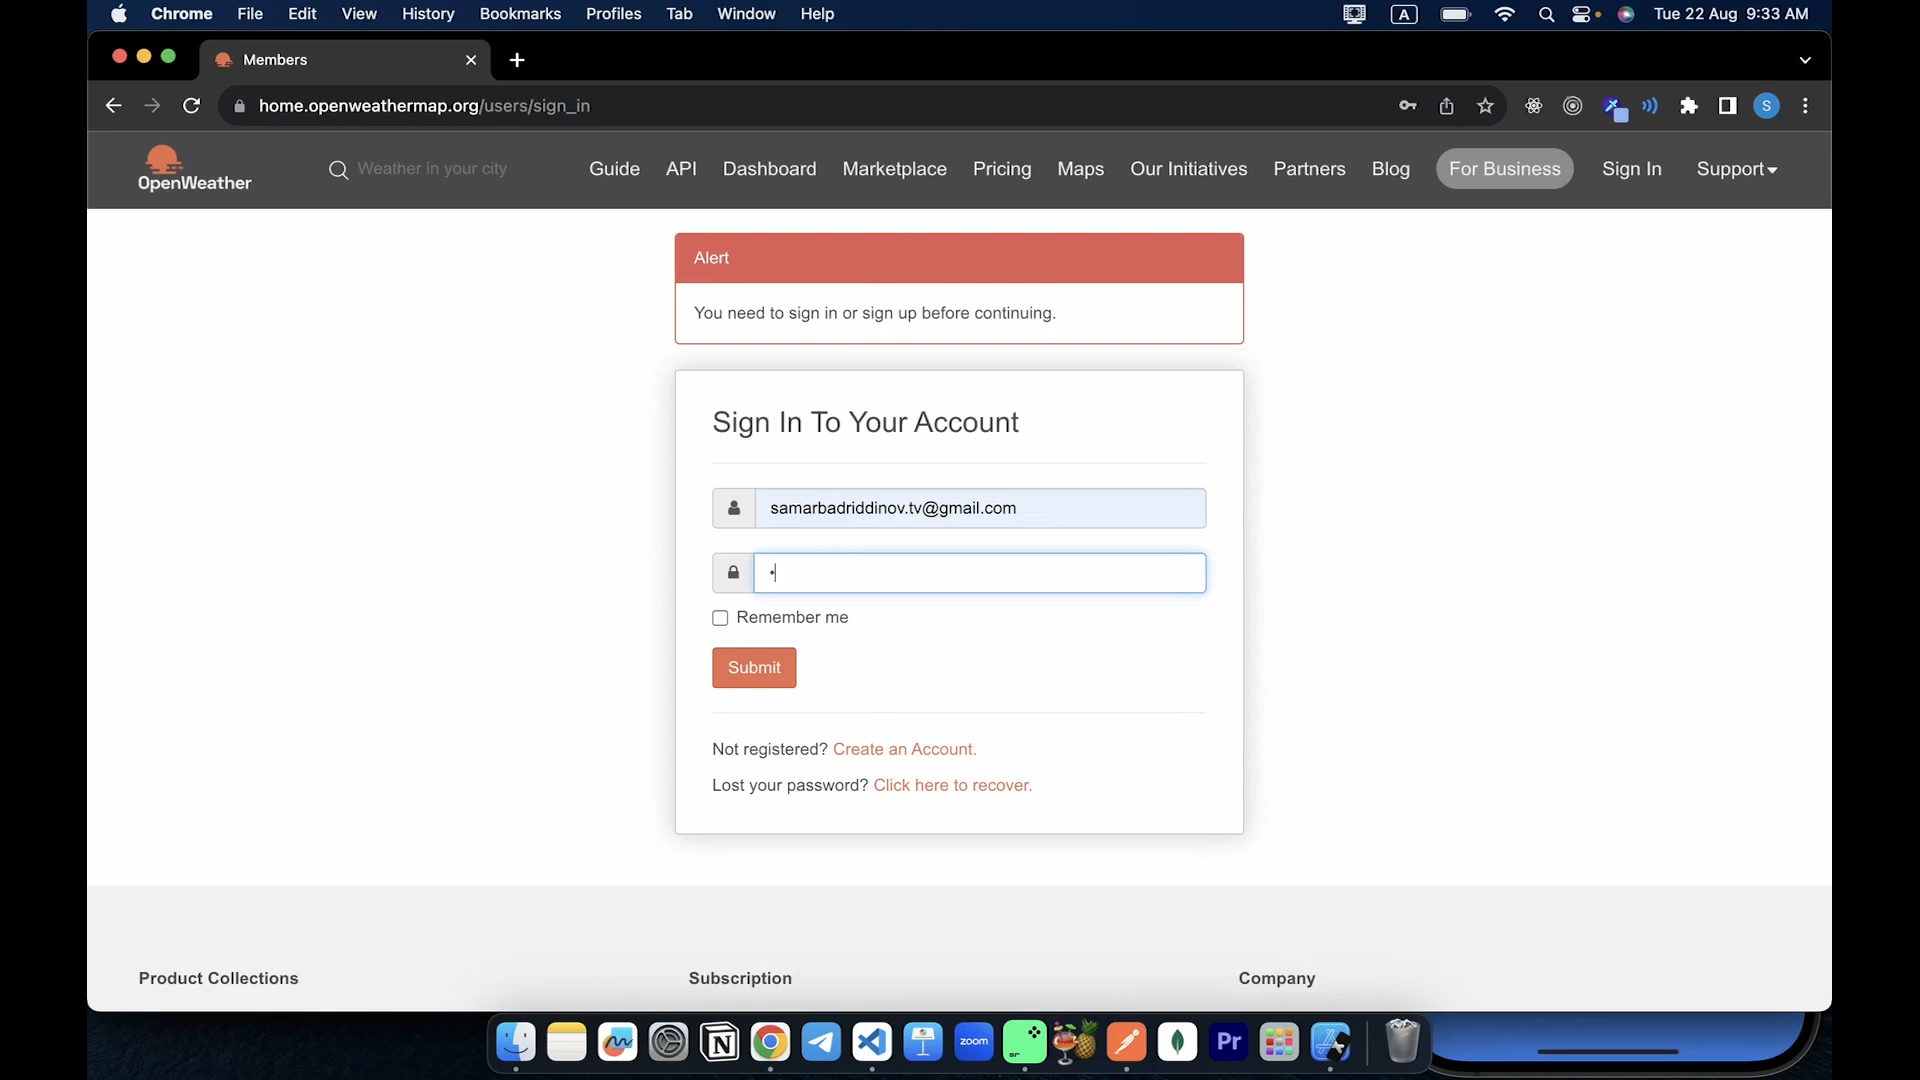 Chrome File Edit View History Bookmarks Profiles Tab Window Help
A
Tue 22 Aug 9:33 AM
Members
home.openweathermap.org/users/sign_in
S
OpenWeather
Weather in your city
Guide API Dashboard Marketplace Pricing Maps Our Initiatives Partners Blog For Business Sign In Support
Alert
You need to sign in or sign up before continuing.
Sign In To Your Account
samarbadriddinov.tv@gmail.com
Remember me
Submit
Not registered? Create an Account.
Lost your password? Click here to recover.
Product Collections Subscription Company
zoom
sr
Pr